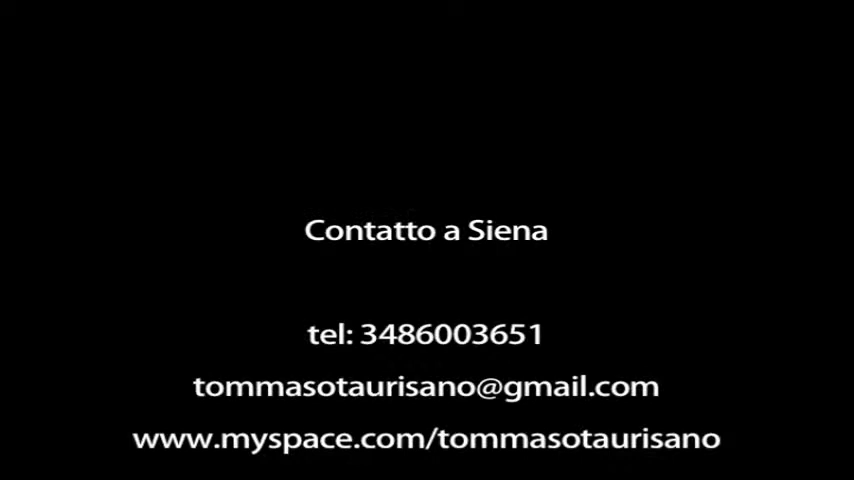 Contatto a Siena
tel: 3486003651
tommasotaurisano@gmail.com
www.myspace.com/tommasotaurisano